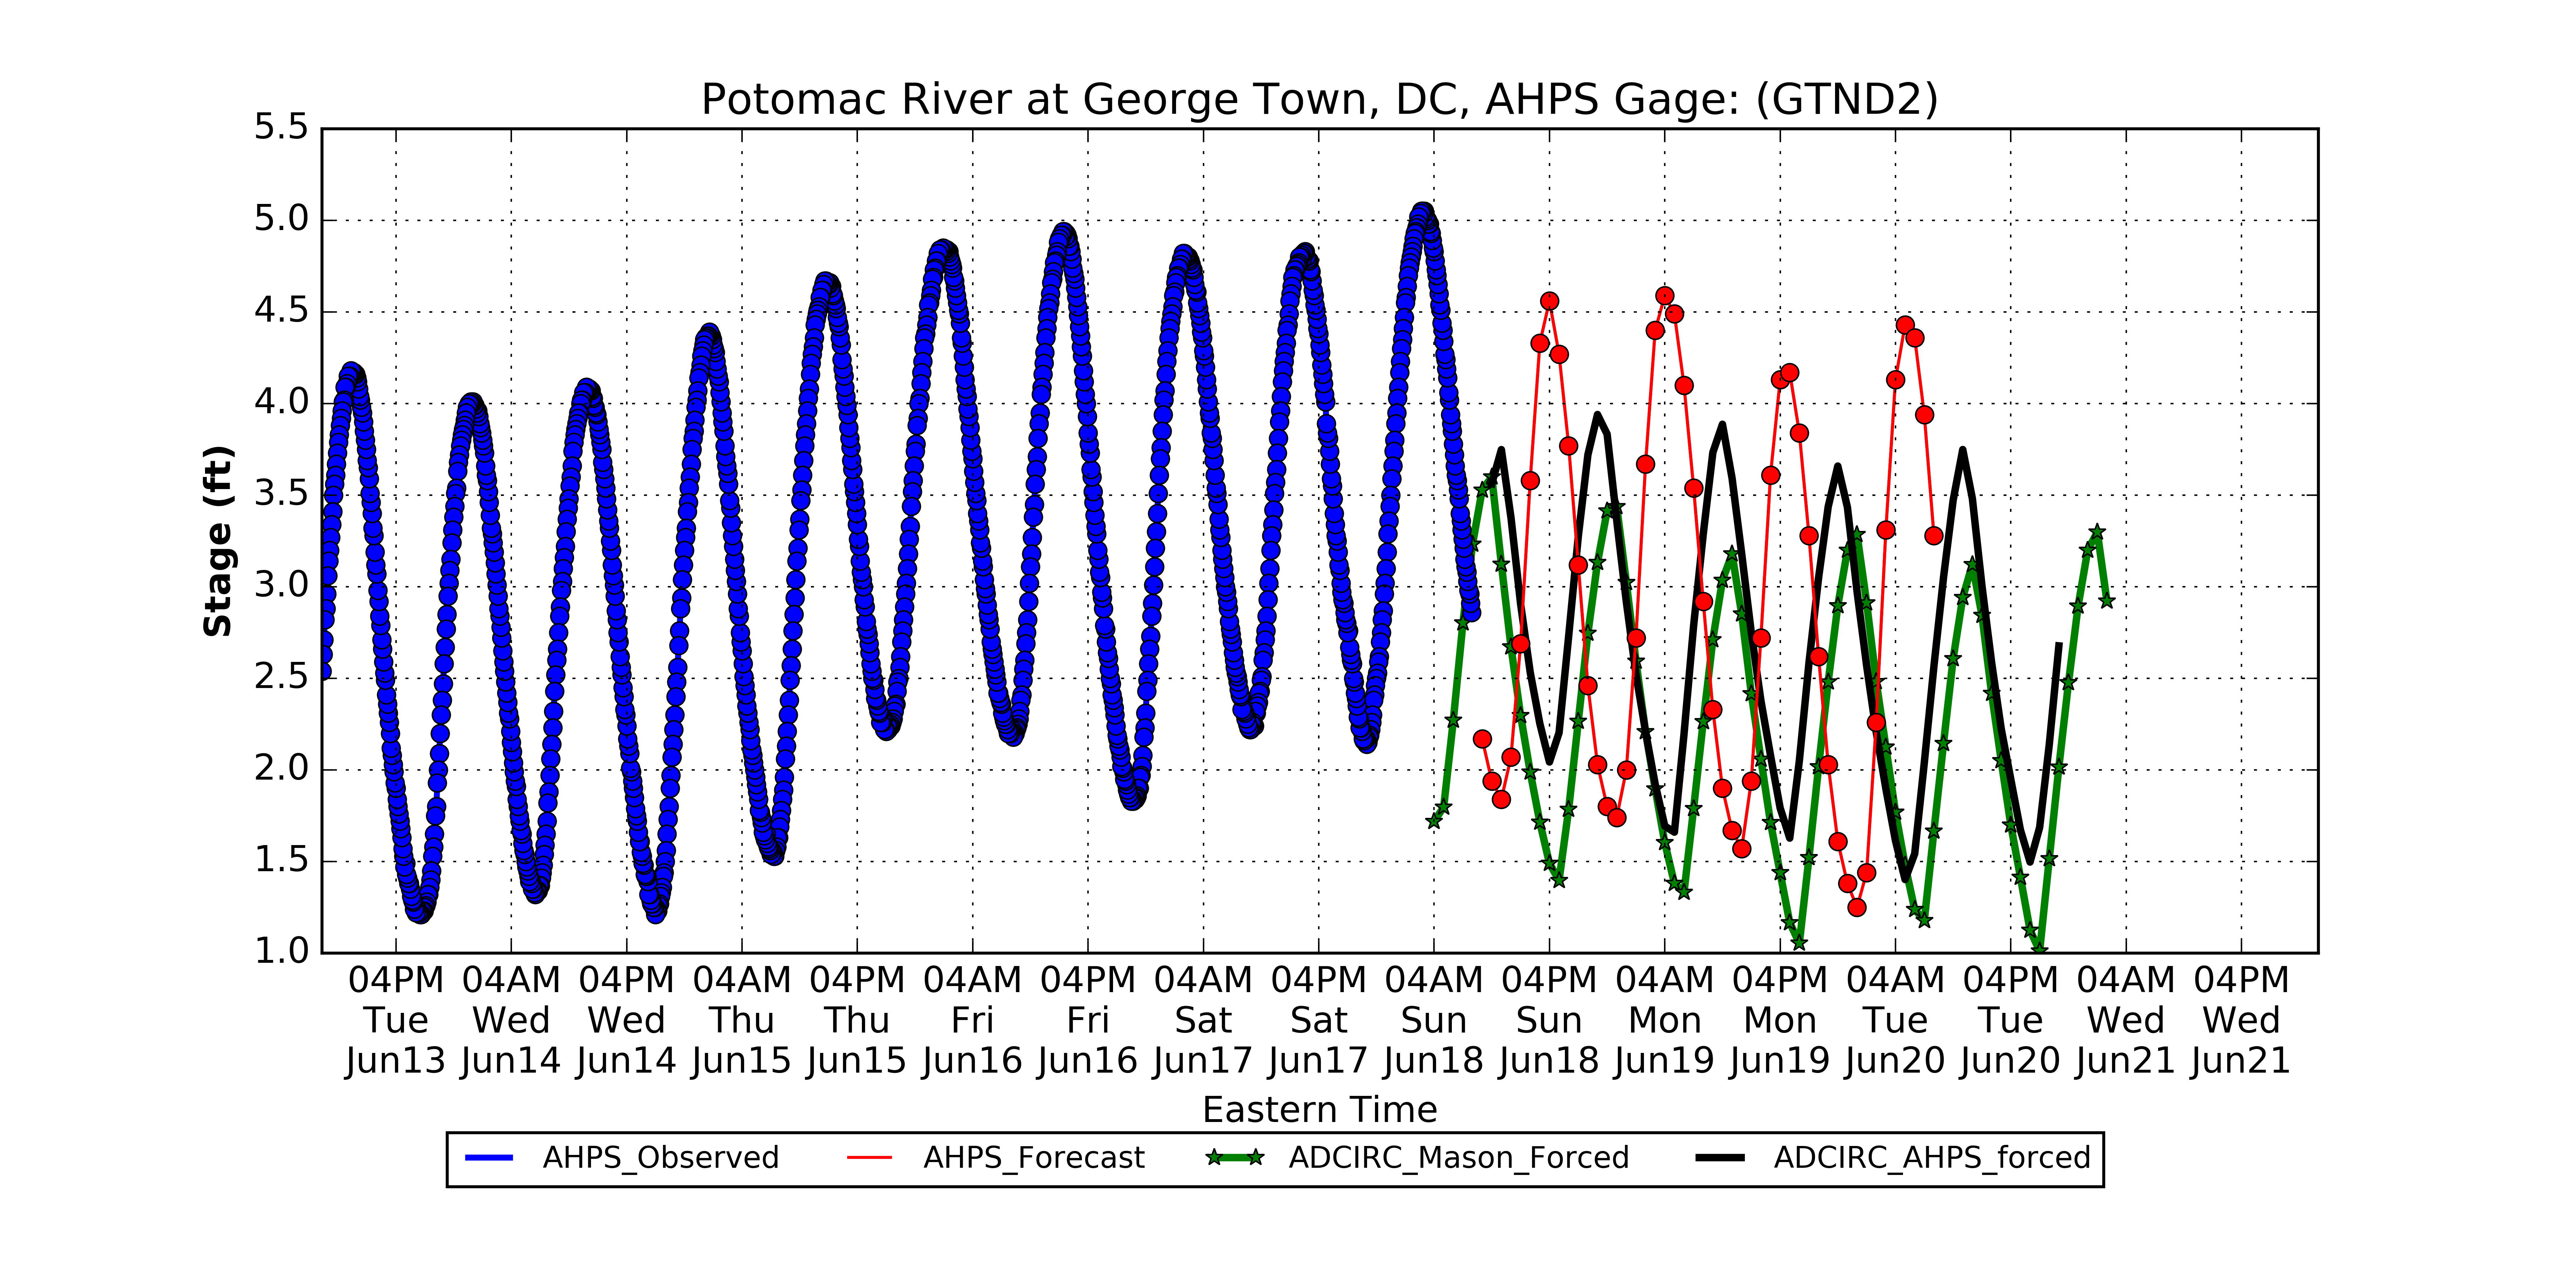 Potomac River at George Town, DC, AHPS Gage: (GTND2)
5.5
5.0
4.5
4.0
3.5
3.0
2.5
2.0
1.5
1.0
Stage (ft)
04PM 04AM 04PM 04AM 04PM 04AM 04PM 04AM 04PM 04AM 04PM 04AM 04PM 04AM 04PM 04AM 04PM
Tue Wed Wed Thu Thu Fri Fri Sat Sat Sun Sun Mon Mon Tue Tue Wed Wed
Jun13 Jun14 Jun14 Jun15 Jun15 Jun16 Jun16 Jun17 Jun17 Jun18 Jun18 Jun19 Jun19 Jun20 Jun20 Jun21 Jun21
Eastern Time
AHPS_Observed AHPS_Forecast ADCIRC_Mason_Forced ADCIRC_AHPS_forced